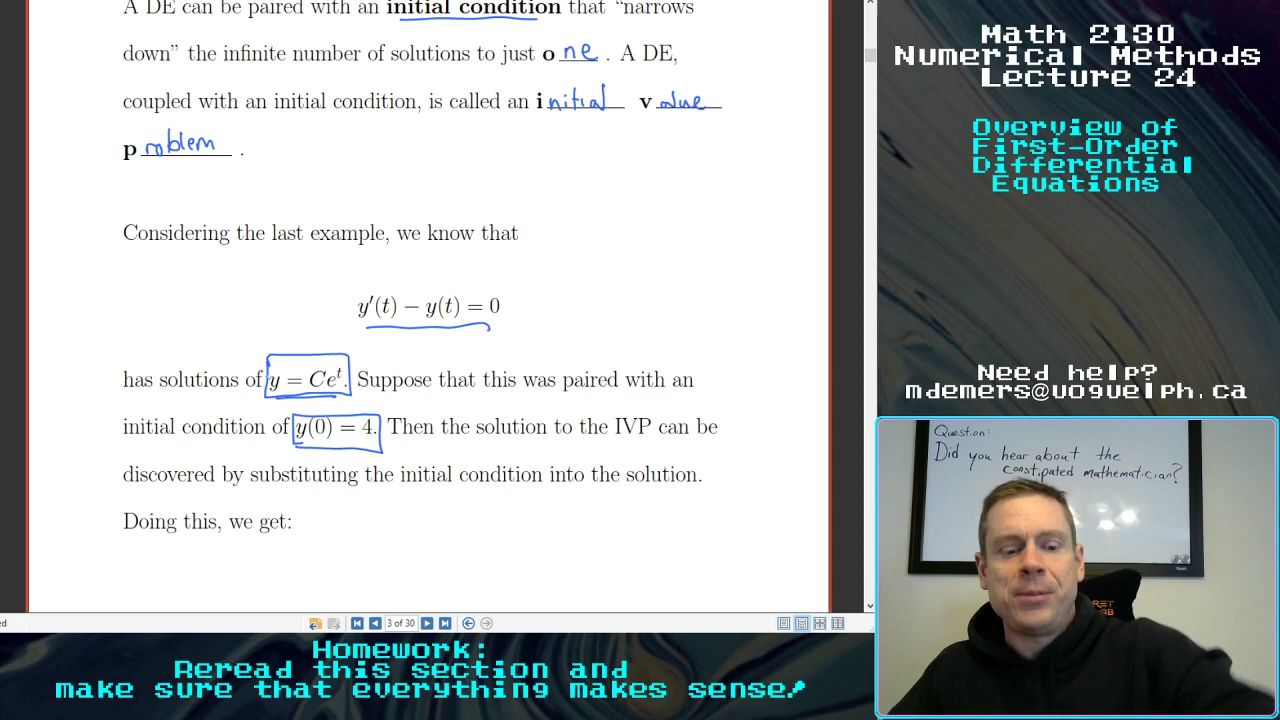 A DE can be paired with an initial condition that “narrows
down” the infinite number of solutions to just one. A DE,
coupled with an initial condition, is called an initial value
problem.
Considering the last example, we know that
y′(t) − y(t) = 0
has solutions of y = Ceᵗ. Suppose that this was paired with an
initial condition of y(0) = 4. Then the solution to the IVP can be
discovered by substituting the initial condition into the solution.
Doing this, we get:
3 of 30
Math 2130
Numerical Methods
Lecture 24
Overview of
First-Order
Differential
Equations
Need help?
mdemers@uoguelph.ca
Question:
Did you hear about the
constipated mathematician?
Homework:
Reread this section and
make sure that everything makes sense!